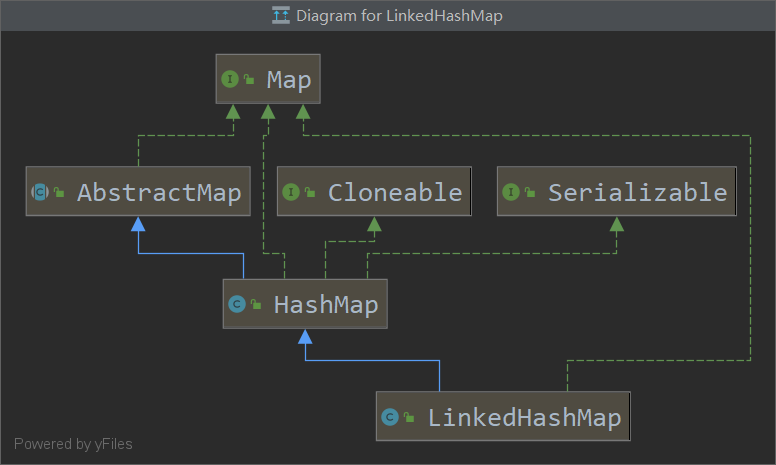 Diagram for LinkedHashMap
I Map
C AbstractMap
I Cloneable
I Serializable
C HashMap
C LinkedHashMap
Powered by yFiles